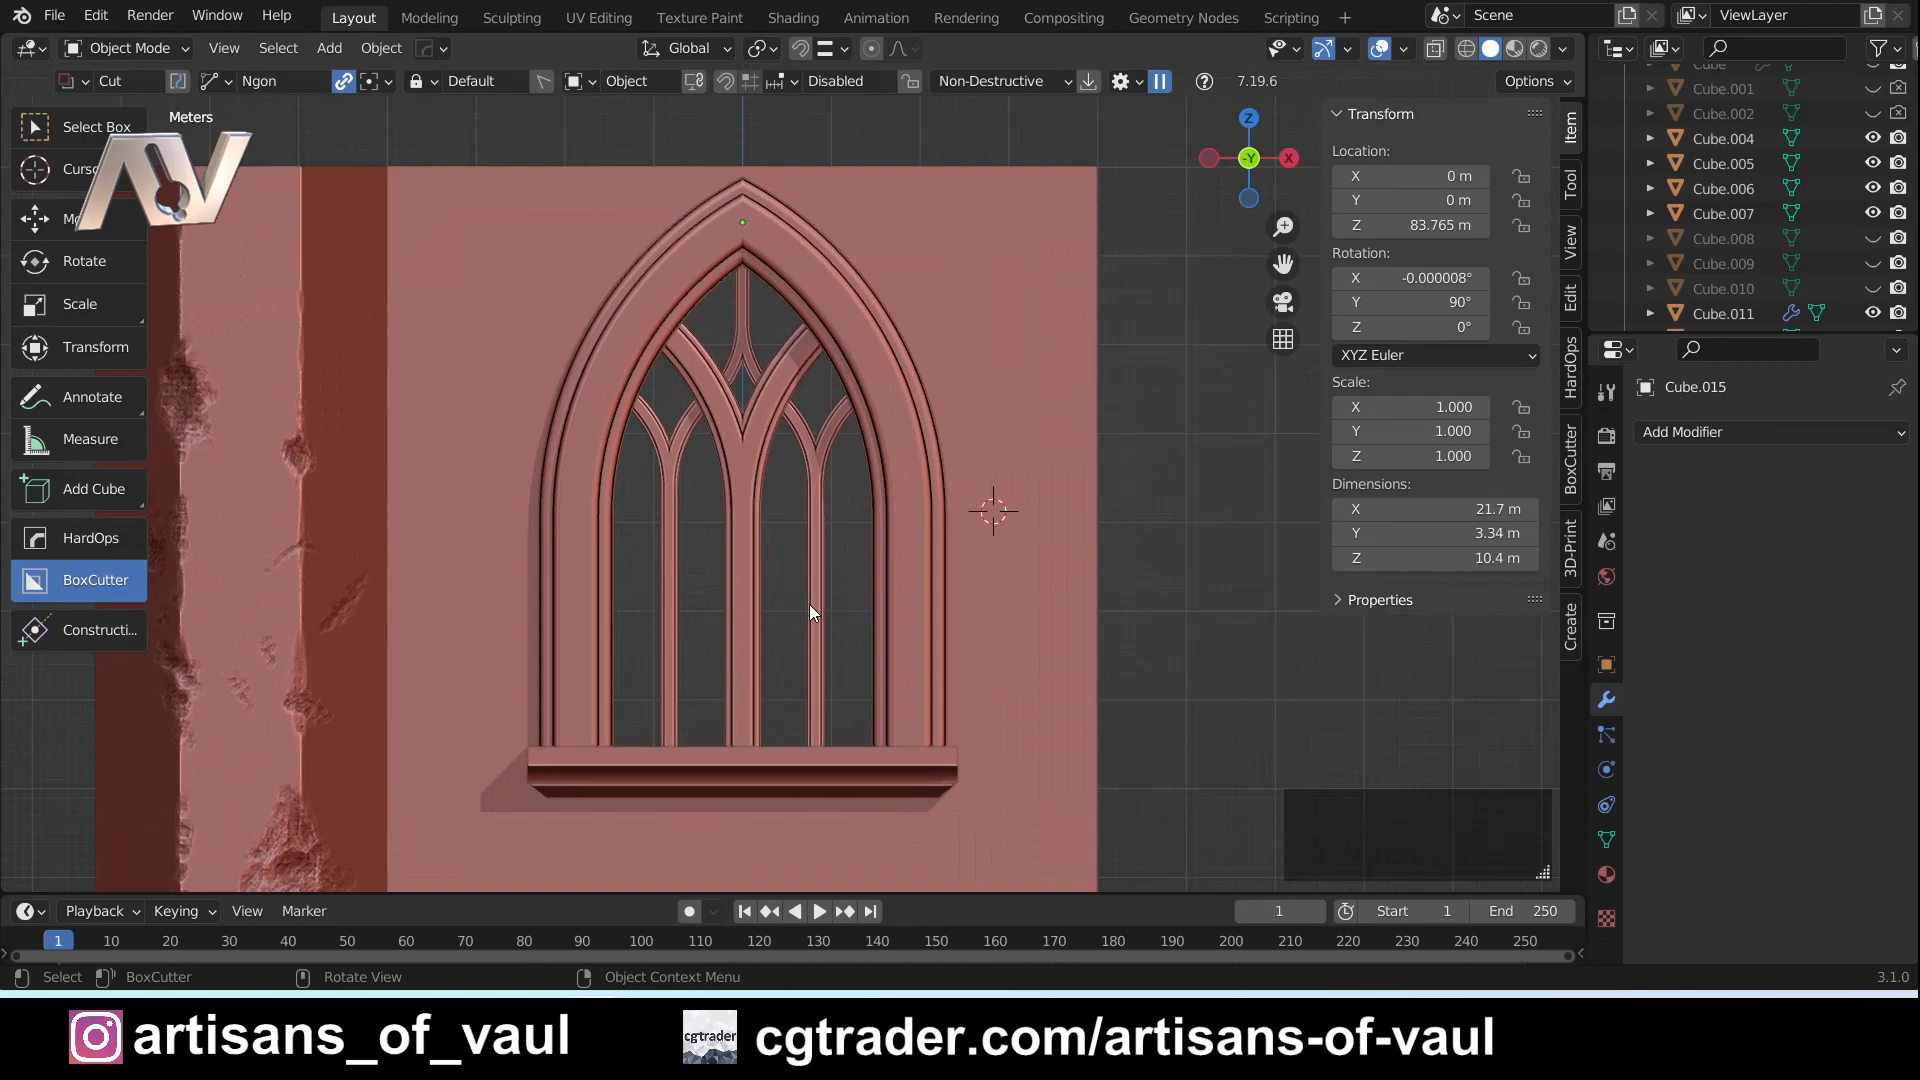 File Edit Render Window Help Layout Modeling Sculpting UV Editing Texture Paint Shading Animation Rendering Compositing Geometry Nodes Scripting + Scene ViewLayer
Object Mode View Select Add Object Global
Cut Ngon Default Object Disabled Non-Destructive 7.19.6 Options
Meters
Select Box
Rotate
Scale
Transform
Annotate
Measure
Add Cube
HardOps
BoxCutter
Constructi...
AV
Z
-Y
X
Transform
Location:
X 0 m
Y 0 m
Z 83.765 m
Rotation:
X -0.000008°
Y 90°
Z 0°
XYZ Euler
Scale:
X 1.000
Y 1.000
Z 1.000
Dimensions:
X 21.7 m
Y 3.34 m
Z 10.4 m
Properties
Item
Tool
View
Edit
HardOps
BoxCutter
3D-Print
Create
Cube
Cube.001
Cube.002
Cube.004
Cube.005
Cube.006
Cube.007
Cube.008
Cube.009
Cube.010
Cube.011
Cube.015
Add Modifier
Playback Keying View Marker 1 Start 1 End 250
1 10 20 30 40 50 60 70 80 90 100 110 120 130 140 150 160 170 180 190 200 210 220 230 240 250
Select BoxCutter Rotate View Object Context Menu 3.1.0
artisans_of_vaul cgtrader cgtrader.com/artisans-of-vaul